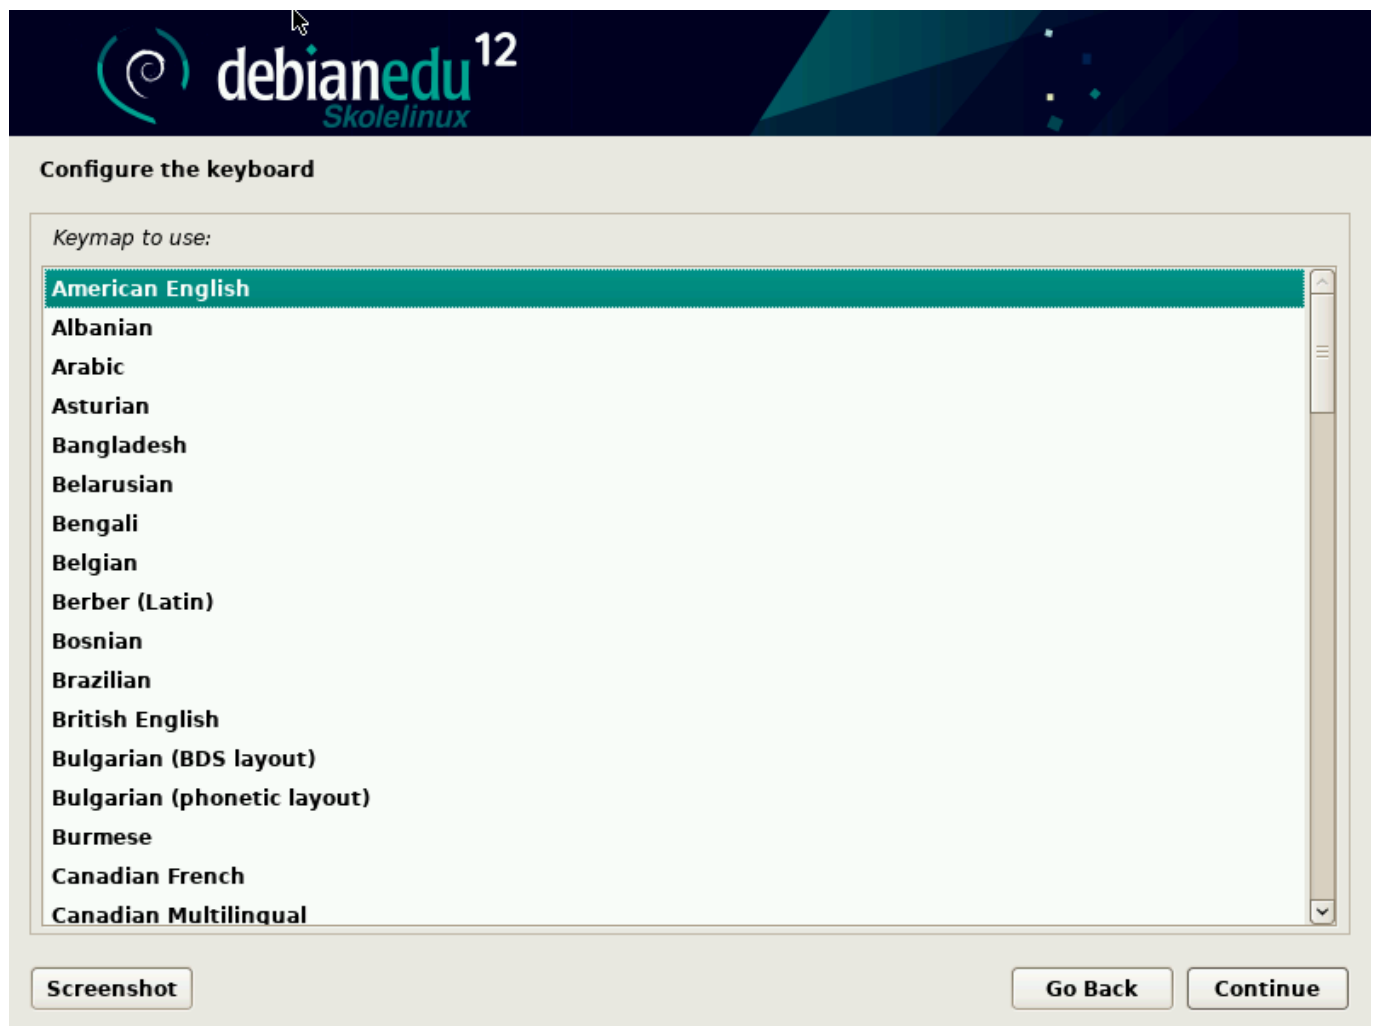 debianedu 12
Skolelinux
Configure the keyboard
Keymap to use:
American English
Albanian
Arabic
Asturian
Bangladesh
Belarusian
Bengali
Belgian
Berber (Latin)
Bosnian
Brazilian
British English
Bulgarian (BDS layout)
Bulgarian (phonetic layout)
Burmese
Canadian French
Canadian Multilingual
Screenshot
Go Back
Continue